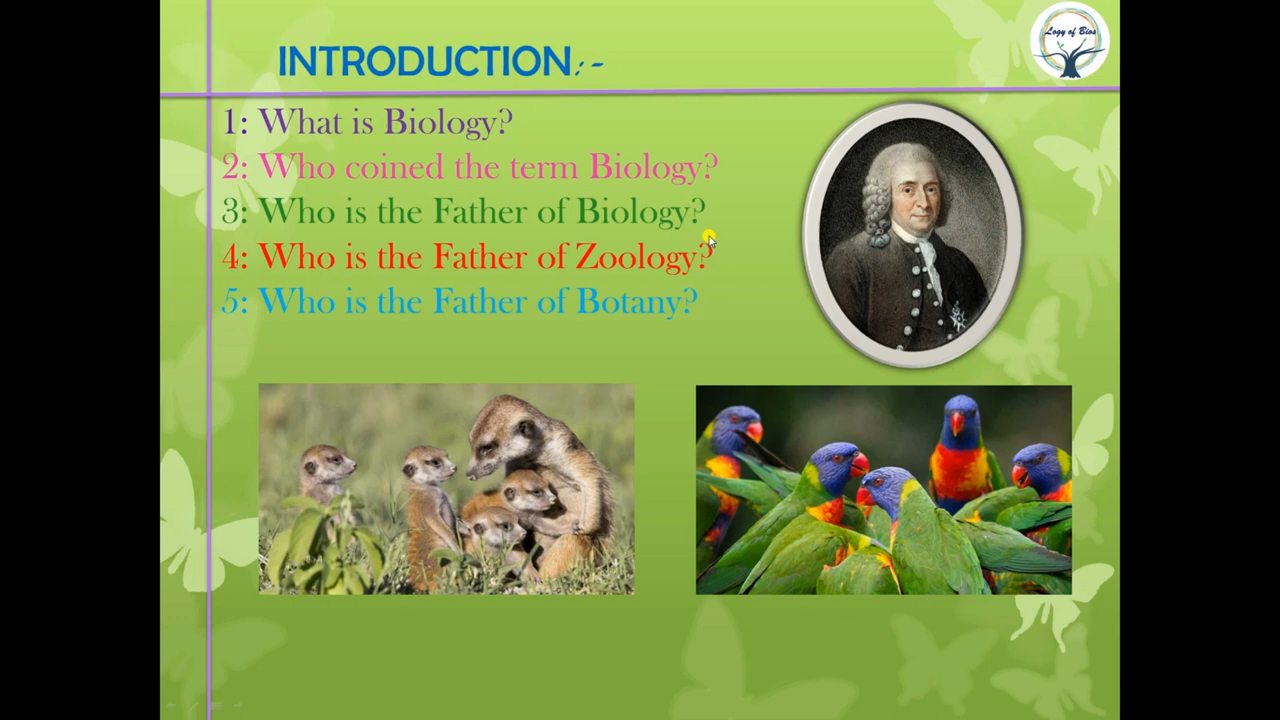 INTRODUCTION:-
Logy of Bios
1: What is Biology?
2: Who coined the term Biology?
3: Who is the Father of Biology?
4: Who is the Father of Zoology?
5: Who is the Father of Botany?